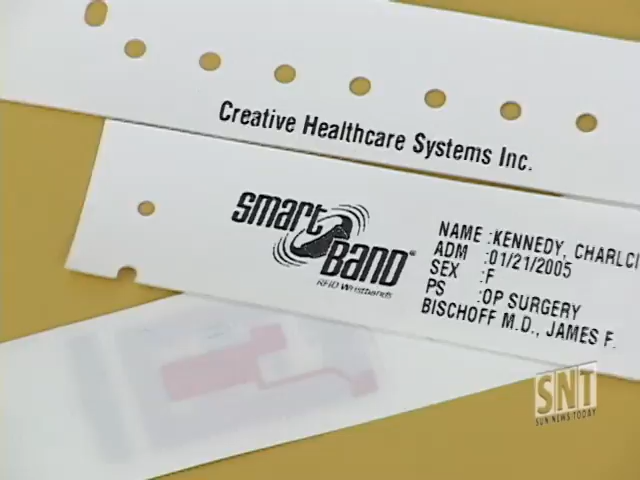 Creative Healthcare Systems Inc.
smart
BAND
RFID Wristbands
NAME :KENNEDY, CHARLCI
ADM :01/21/2005
SEX :F
PS :OP SURGERY
BISCHOFF M.D., JAMES F.
SNT
SUN NEWS TODAY